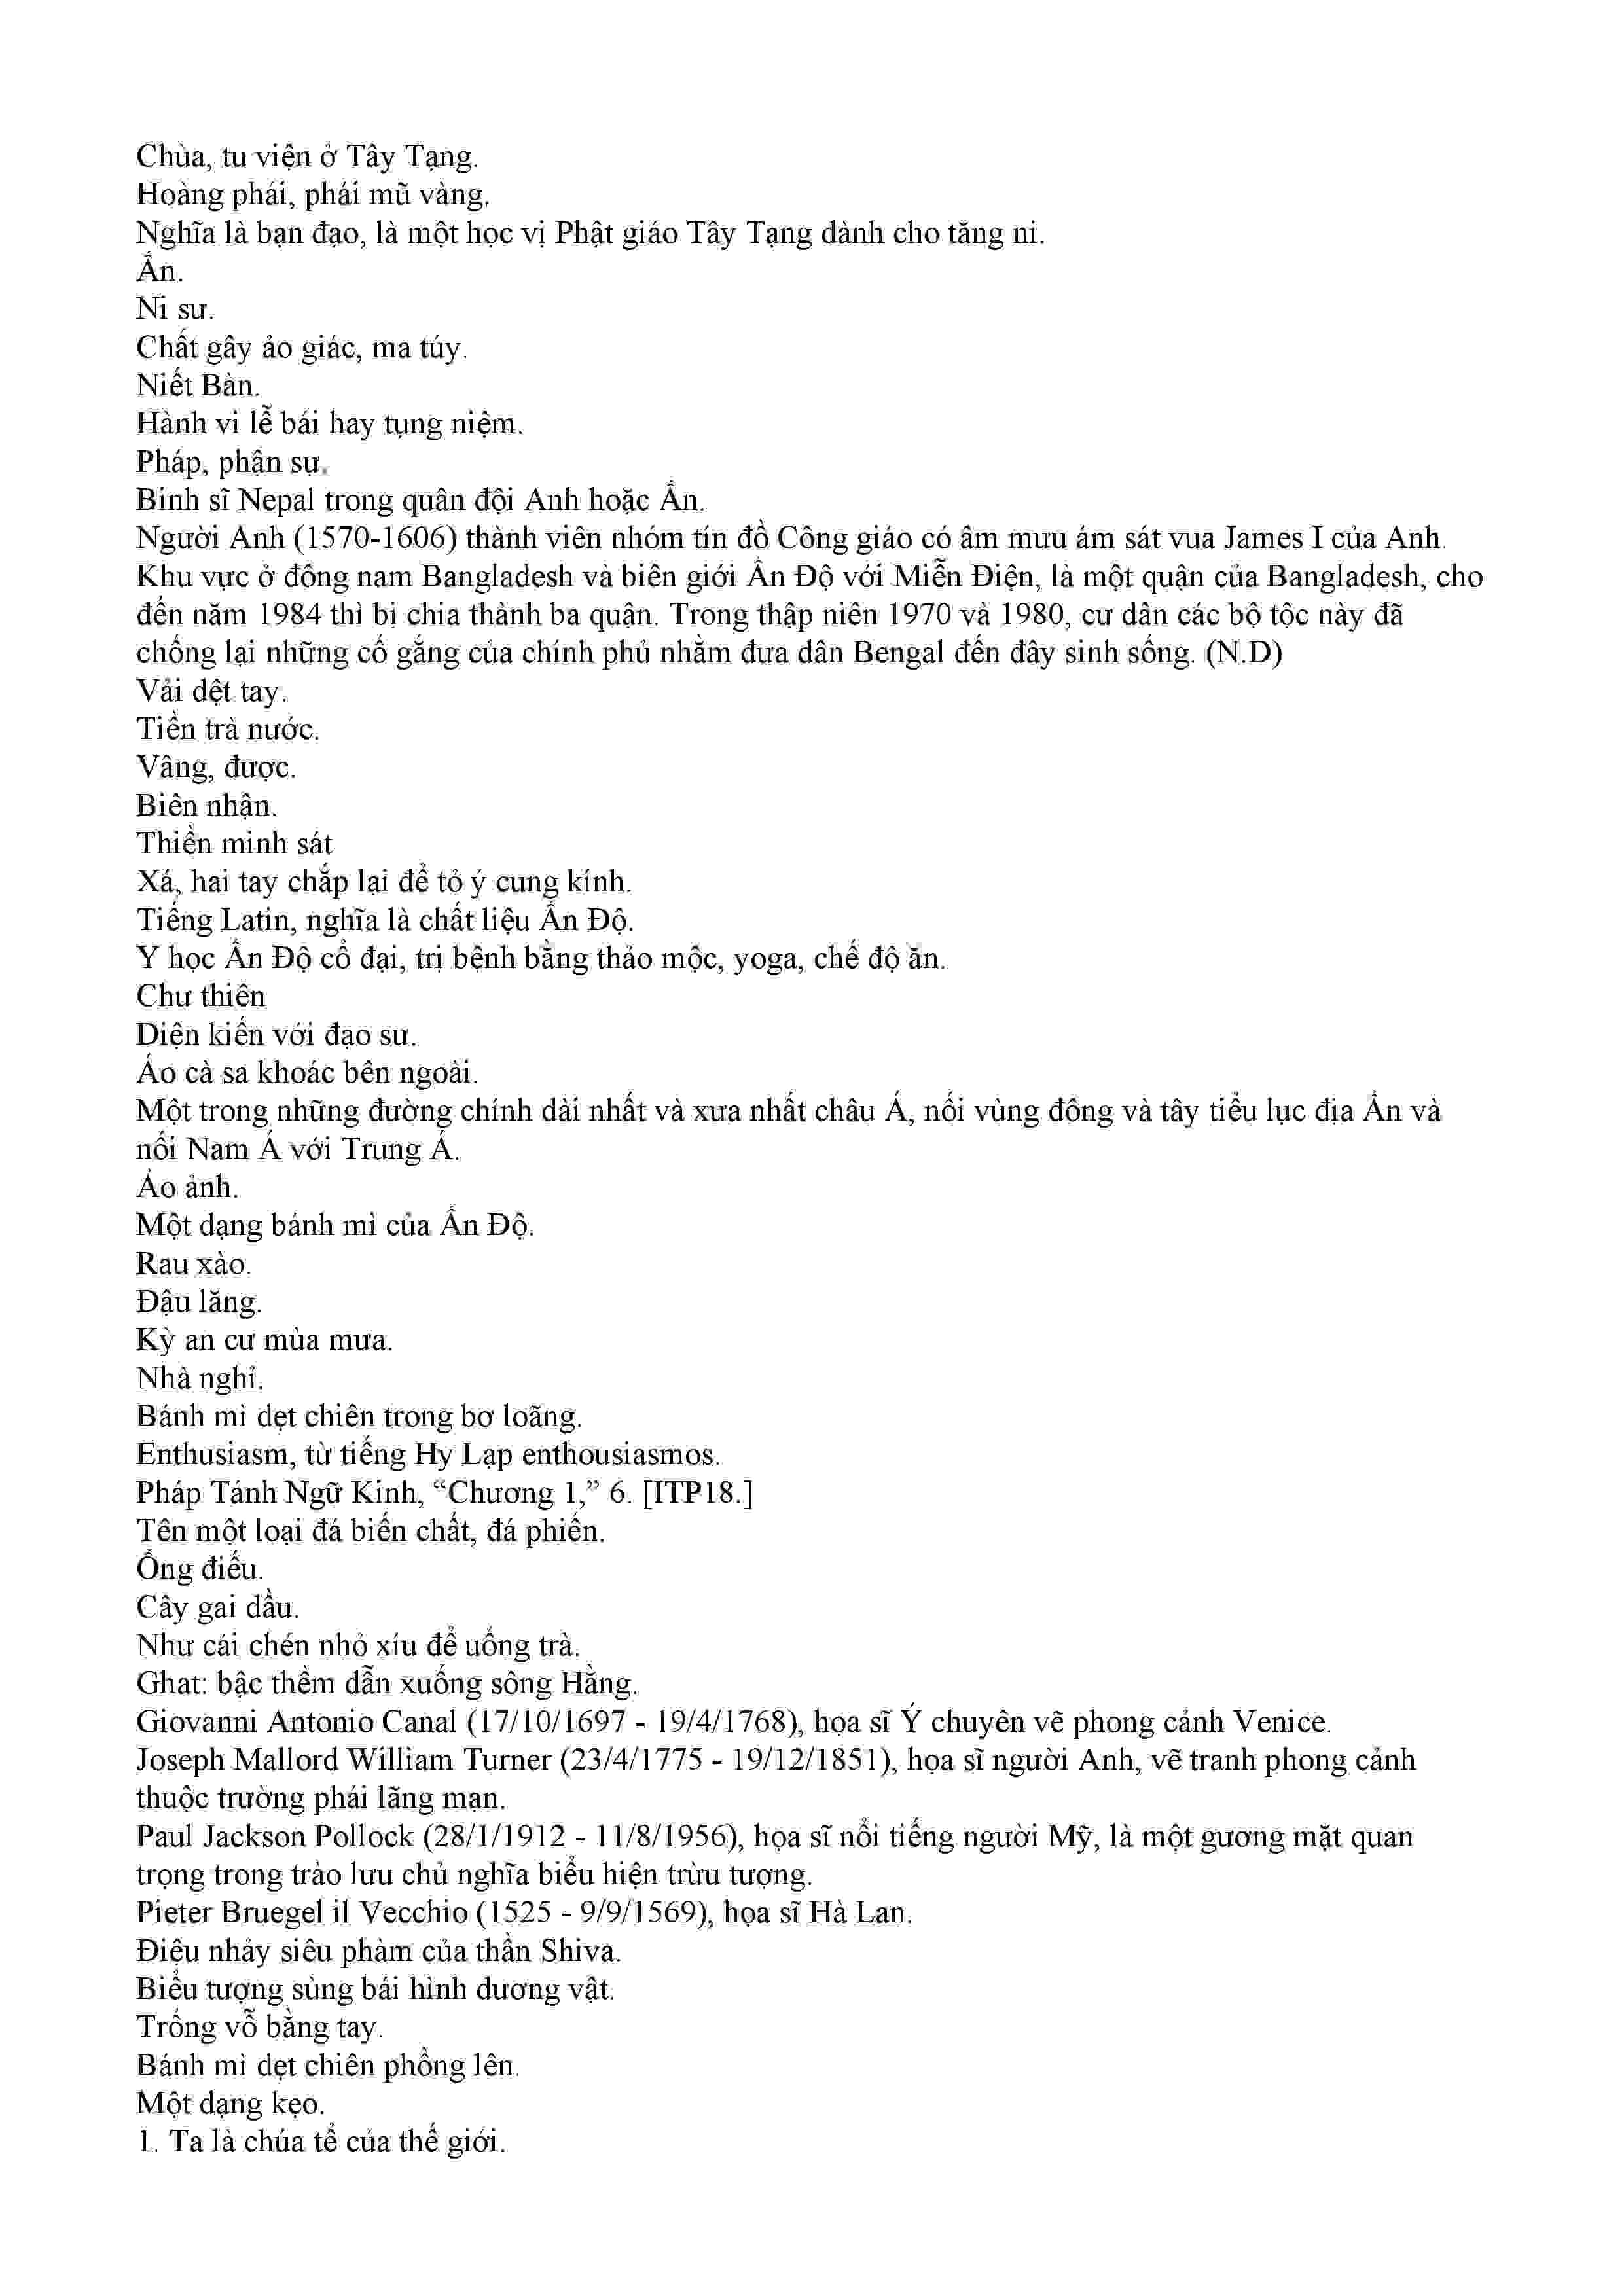 Chùa, tu viện ở Tây Tạng.
Hoàng phái, phái mũ vàng.
Nghĩa là bạn đạo, là một học vị Phật giáo Tây Tạng dành cho tăng ni.
Ấn.
Ni sư.
Chất gây ảo giác, ma túy.
Niết Bàn.
Hành vi lễ bái hay tụng niệm.
Pháp, phận sự.
Binh sĩ Nepal trong quân đội Anh hoặc Ấn.
Người Anh (1570-1606) thành viên nhóm tín đồ Công giáo có âm mưu ám sát vua James I của Anh.
Khu vực ở đông nam Bangladesh và biên giới Ấn Độ với Miễn Điện, là một quận của Bangladesh, cho
đến năm 1984 thì bị chia thành ba quận. Trong thập niên 1970 và 1980, cư dân các bộ tộc này đã
chống lại những cố gắng của chính phủ nhằm đưa dân Bengal đến đây sinh sống. (N.D)
Vải dệt tay.
Tiền trà nước.
Vâng, được.
Biên nhận.
Thiền minh sát
Xá, hai tay chắp lại để tỏ ý cung kính.
Tiếng Latin, nghĩa là chất liệu Ấn Độ.
Y học Ấn Độ cổ đại, trị bệnh bằng thảo mộc, yoga, chế độ ăn.
Chư thiên
Diện kiến với đạo sư.
Áo cà sa khoác bên ngoài.
Một trong những đường chính dài nhất và xưa nhất châu Á, nối vùng đông và tây tiểu lục địa Ấn và
nối Nam Á với Trung Á.
Ảo ảnh.
Một dạng bánh mì của Ấn Độ.
Rau xào.
Đậu lăng.
Kỳ an cư mùa mưa.
Nhà nghỉ.
Bánh mì dẹt chiên trong bơ loãng.
Enthusiasm, từ tiếng Hy Lạp enthousiasmos.
Pháp Tánh Ngữ Kinh, “Chương 1,” 6. [ITP18.]
Tên một loại đá biến chất, đá phiến.
Ống điếu.
Cây gai dầu.
Như cái chén nhỏ xíu để uống trà.
Ghat: bậc thềm dẫn xuống sông Hằng.
Giovanni Antonio Canal (17/10/1697 - 19/4/1768), họa sĩ Ý chuyên vẽ phong cảnh Venice.
Joseph Mallord William Turner (23/4/1775 - 19/12/1851), họa sĩ người Anh, vẽ tranh phong cảnh
thuộc trường phái lãng mạn.
Paul Jackson Pollock (28/1/1912 - 11/8/1956), họa sĩ nổi tiếng người Mỹ, là một gương mặt quan
trọng trong trào lưu chủ nghĩa biểu hiện trừu tượng.
Pieter Bruegel il Vecchio (1525 - 9/9/1569), họa sĩ Hà Lan.
Điệu nhảy siêu phàm của thần Shiva.
Biểu tượng sùng bái hình dương vật.
Trống vỗ bằng tay.
Bánh mì dẹt chiên phồng lên.
Một dạng kẹo.
1. Ta là chúa tể của thế giới.